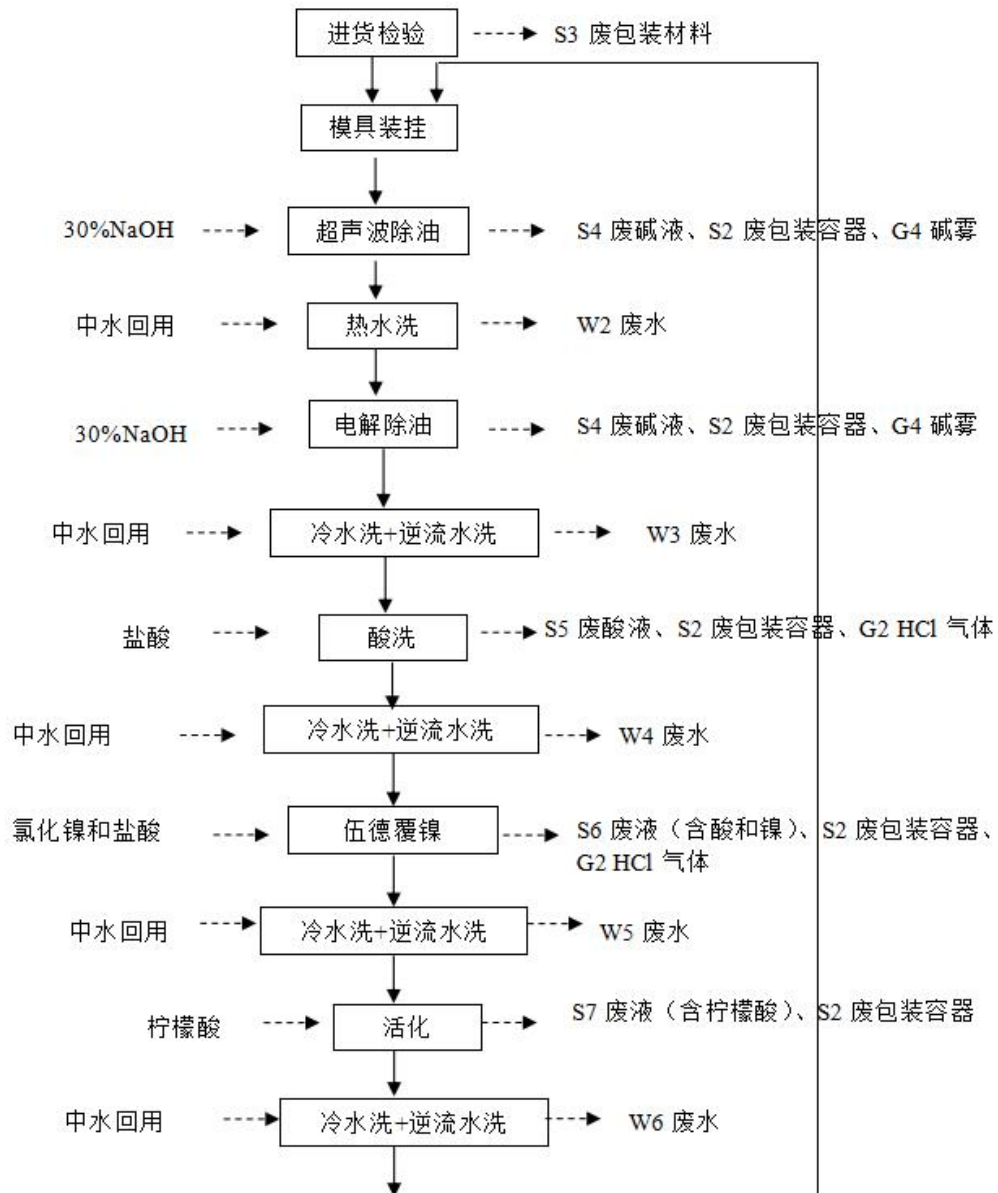 进货检验 S3 废包装材料
模具装挂
30%NaOH 超声波除油 S4 废碱液、S2 废包装容器、G4 碱雾
中水回用 热水洗 W2 废水
30%NaOH 电解除油 S4 废碱液、S2 废包装容器、G4 碱雾
中水回用 冷水洗+逆流水洗 W3 废水
盐酸 酸洗 S5 废酸液、S2 废包装容器、G2 HCl 气体
中水回用 冷水洗+逆流水洗 W4 废水
氯化镍和盐酸 伍德覆镍 S6 废液（含酸和镍）、S2 废包装容器、
G2 HCl 气体
中水回用 冷水洗+逆流水洗 W5 废水
柠檬酸 活化 S7 废液（含柠檬酸）、S2 废包装容器
中水回用 冷水洗+逆流水洗 W6 废水